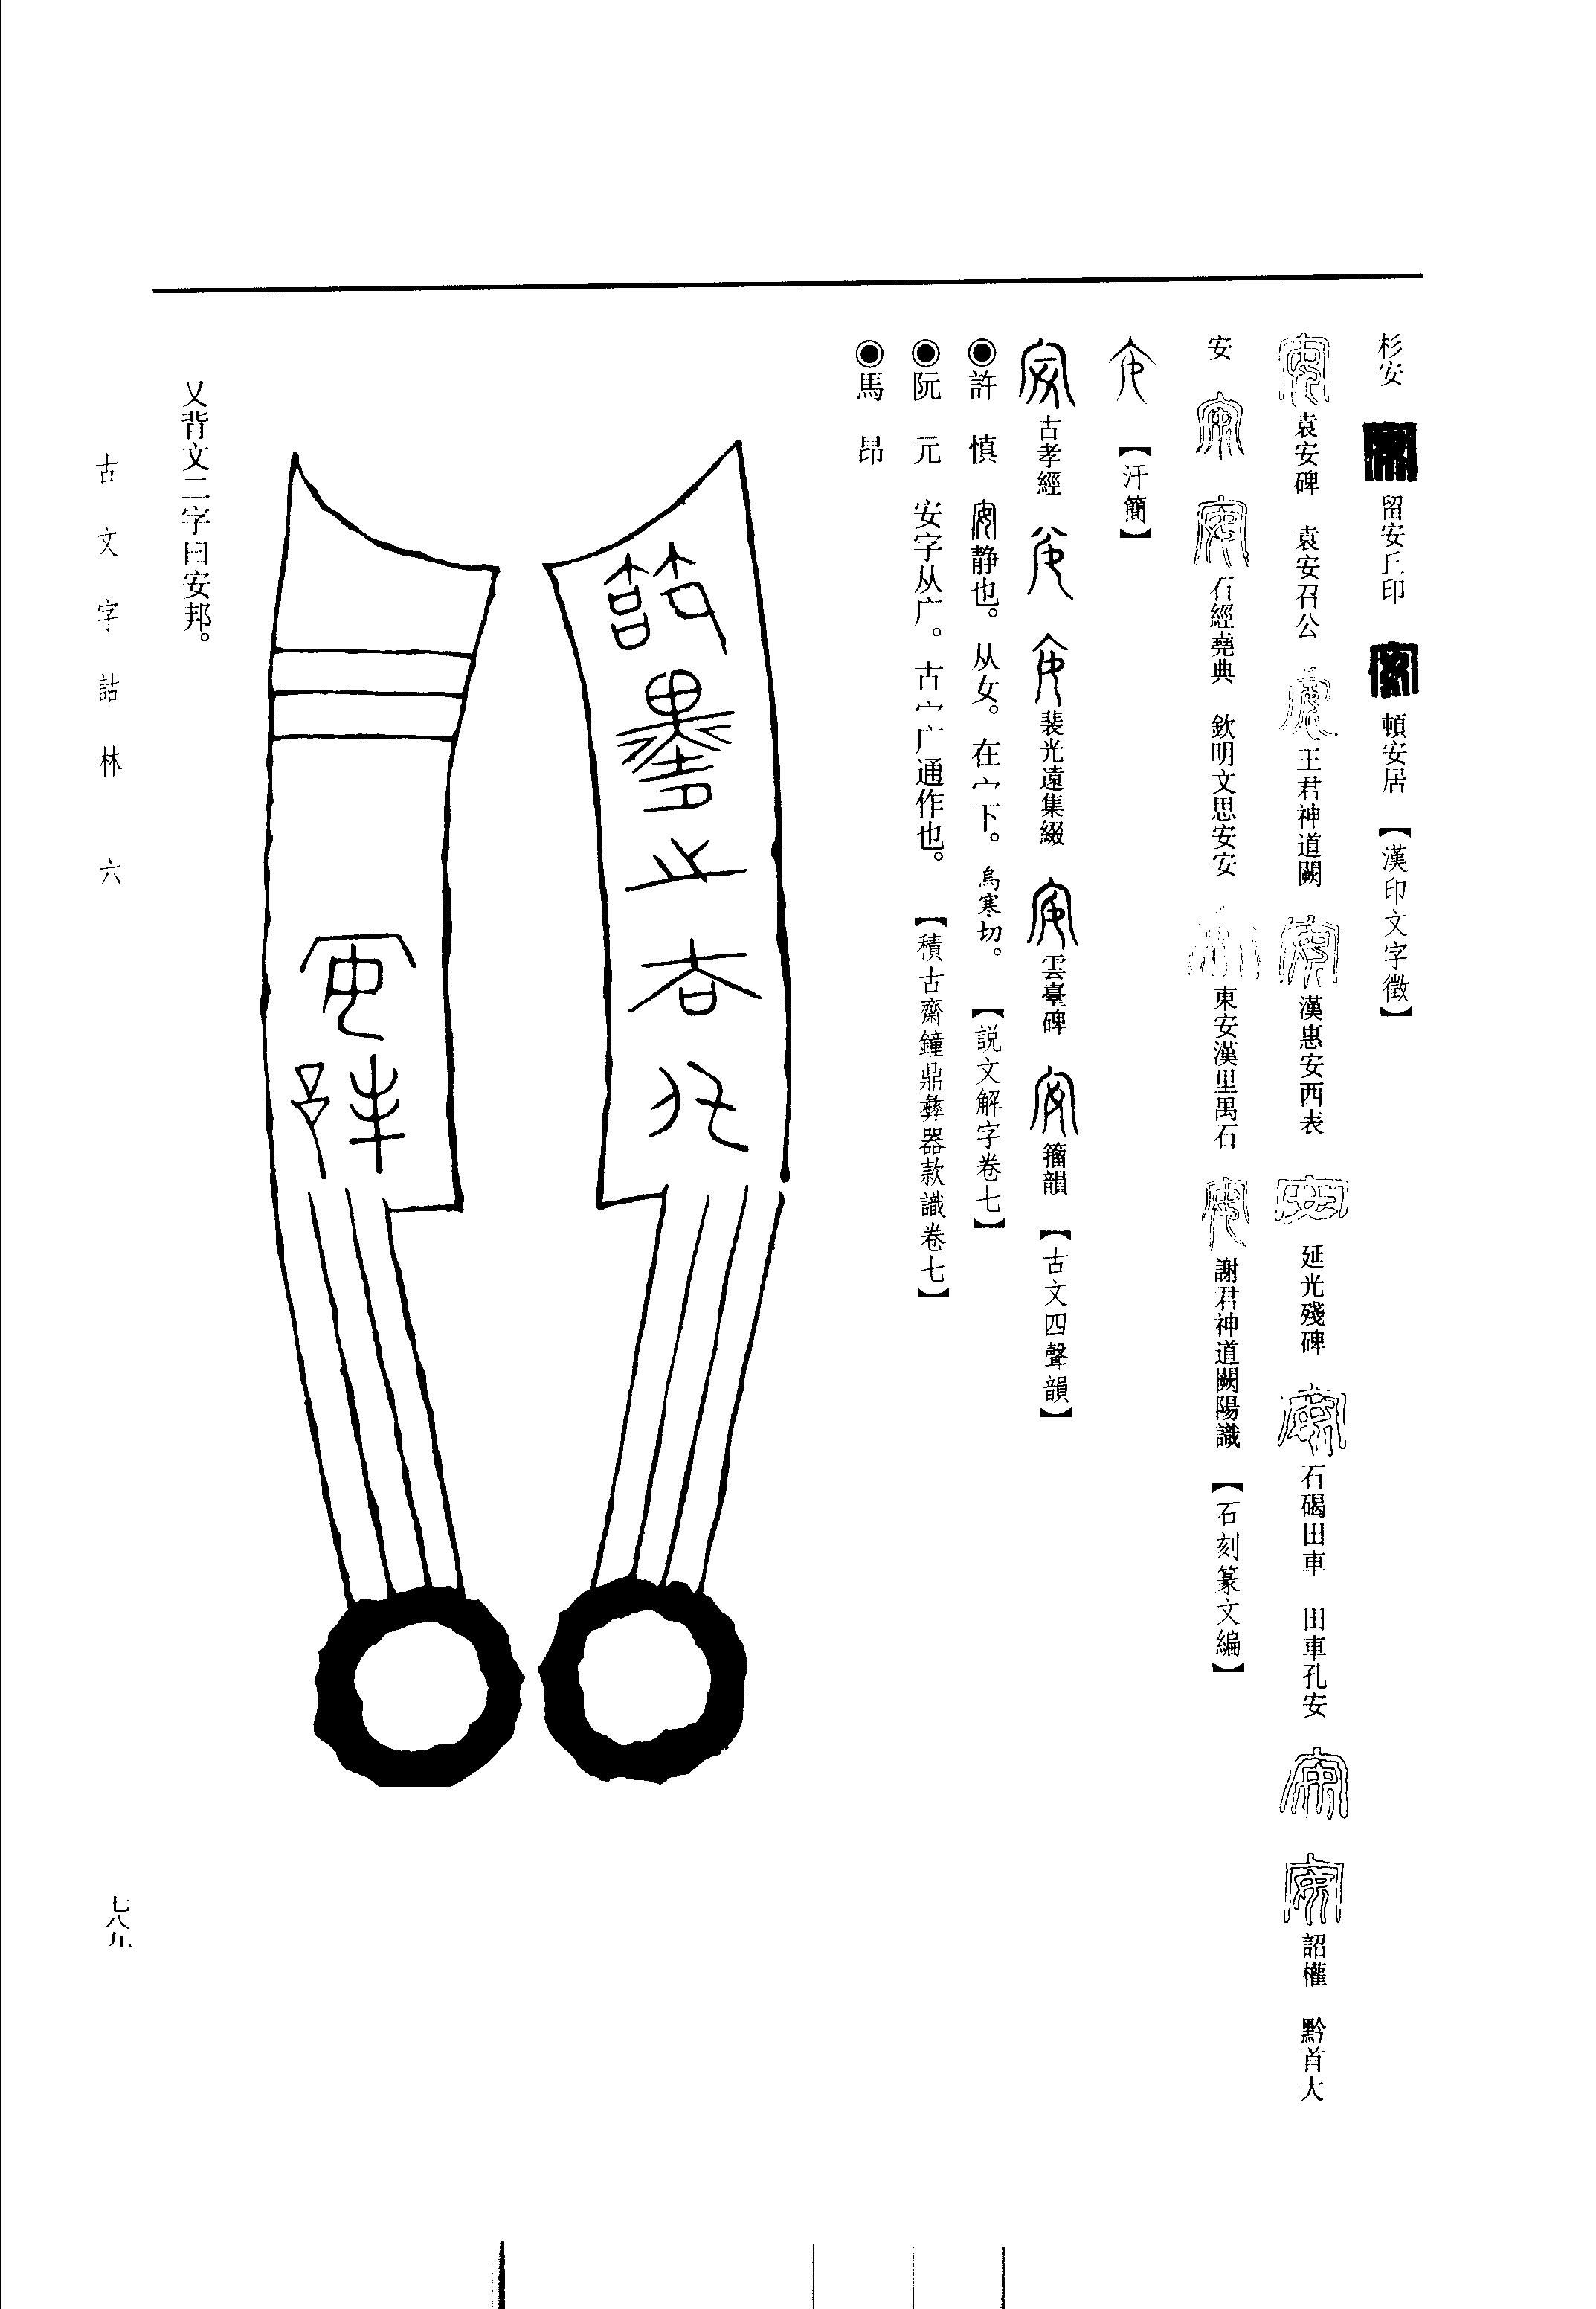 杉安 留安丘印 頓安居 【漢印文字徵】
袁安碑 袁安召公 王君神道闕 漢惠安西表 延光殘碑 石碣田車 田車孔安 詔權 黔首大
安 石經堯典 欽明文思安安 東安漢里禺石 謝君神道闕陽識 【石刻篆文編】
【汗簡】
古孝經 裴光遠集綴 雲臺碑 籀韻 【古文四聲韻】
◉許 慎 静也。从女。在宀下。烏寒切。 【説文解字卷七】
◉阮 元 安字从广。古宀广通作也。 【積古齋鐘鼎彝器款識卷七】
◉馬 昂
又背文二字曰安邦。
古文字詁林 六
七八九